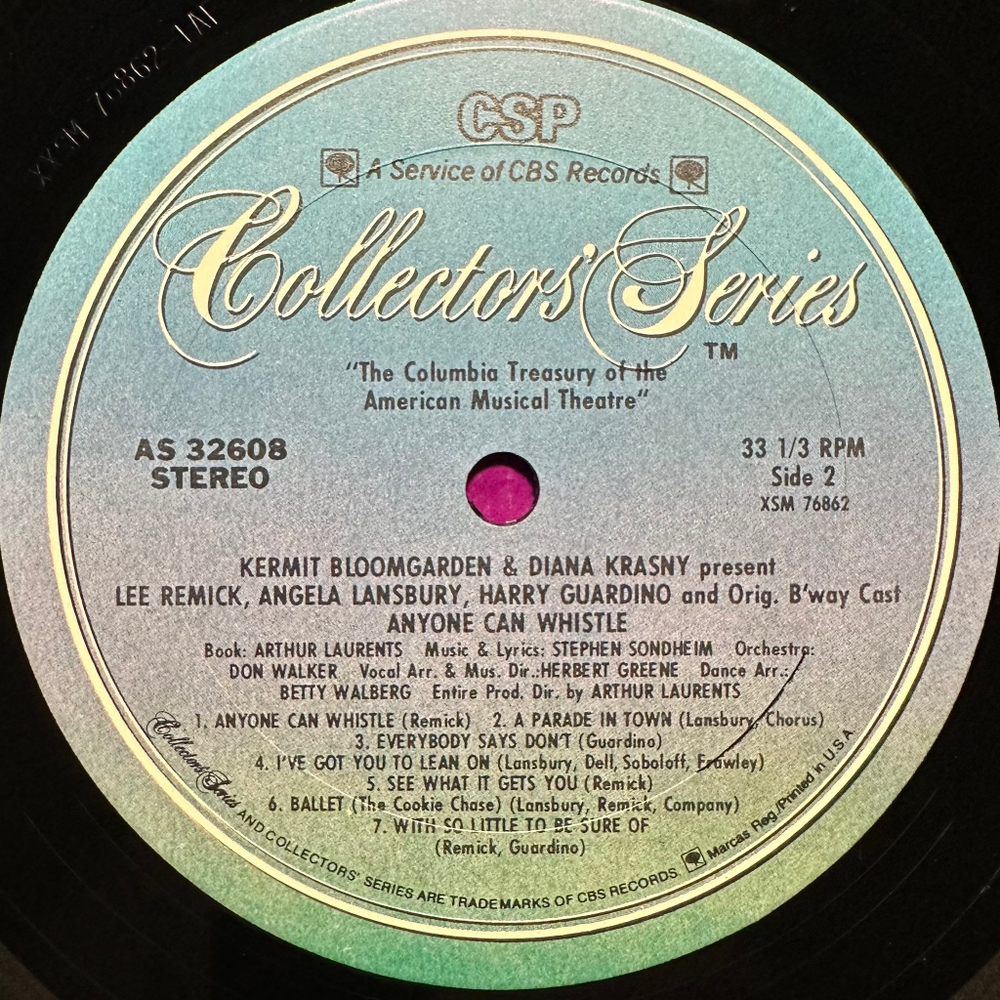 XSM 76862 1AF
CSP
A Service of CBS Records
Collectors' Series
TM
"The Columbia Treasury of the
American Musical Theatre"
AS 32608
STEREO
33 1/3 RPM
Side 2
XSM 76862
KERMIT BLOOMGARDEN & DIANA KRASNY present
LEE REMICK, ANGELA LANSBURY, HARRY GUARDINO and Orig. B'way Cast
ANYONE CAN WHISTLE
Book: ARTHUR LAURENTS Music & Lyrics: STEPHEN SONDHEIM Orchestra:
DON WALKER Vocal Arr. & Mus. Dir.:HERBERT GREENE Dance Arr.:
BETTY WALBERG Entire Prod. Dir. by ARTHUR LAURENTS
1. ANYONE CAN WHISTLE (Remick) 2. A PARADE IN TOWN (Lansbury, Chorus)
3. EVERYBODY SAYS DON'T (Guardino)
4. I'VE GOT YOU TO LEAN ON (Lansbury, Dell, Soboloff, Frawley)
5. SEE WHAT IT GETS YOU (Remick)
6. BALLET (The Cookie Chase) (Lansbury, Remick, Company)
7. WITH SO LITTLE TO BE SURE OF
(Remick, Guardino)
Collectors' Series AND COLLECTORS' SERIES ARE TRADEMARKS OF CBS RECORDS Marcas Reg./Printed in U.S.A.